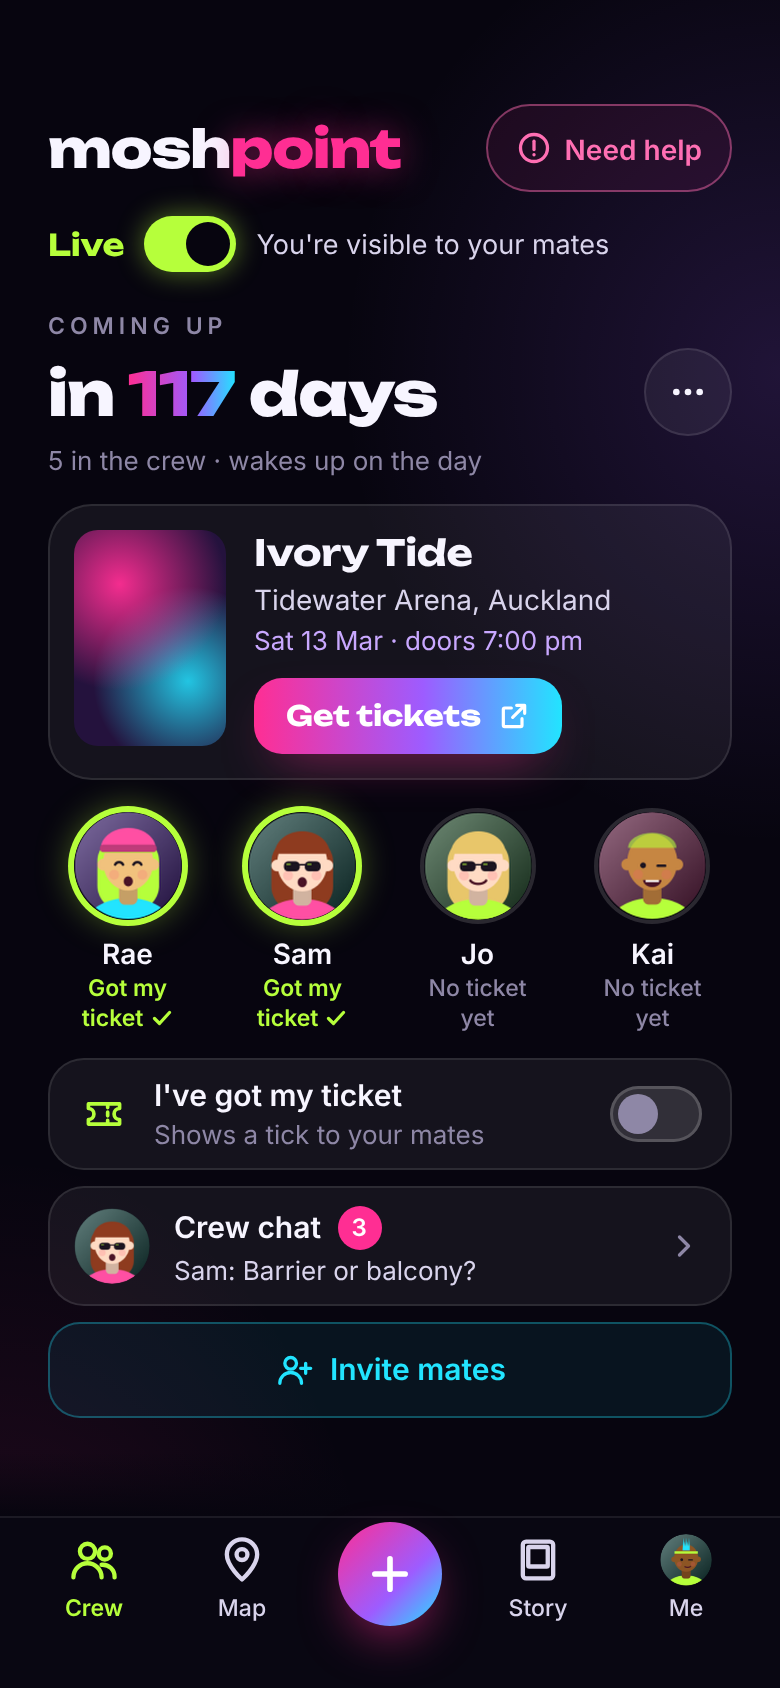 moshpoint
Need help
Live
You're visible to your mates
COMING UP
in 117 days
5 in the crew · wakes up on the day
Ivory Tide
Tidewater Arena, Auckland
Sat 13 Mar · doors 7:00 pm
Get tickets
Rae
Got my
ticket ✓
Sam
Got my
ticket ✓
Jo
No ticket
yet
Kai
No ticket
yet
I've got my ticket
Shows a tick to your mates
Crew chat 3
Sam: Barrier or balcony?
Invite mates
Crew
Map
Story
Me